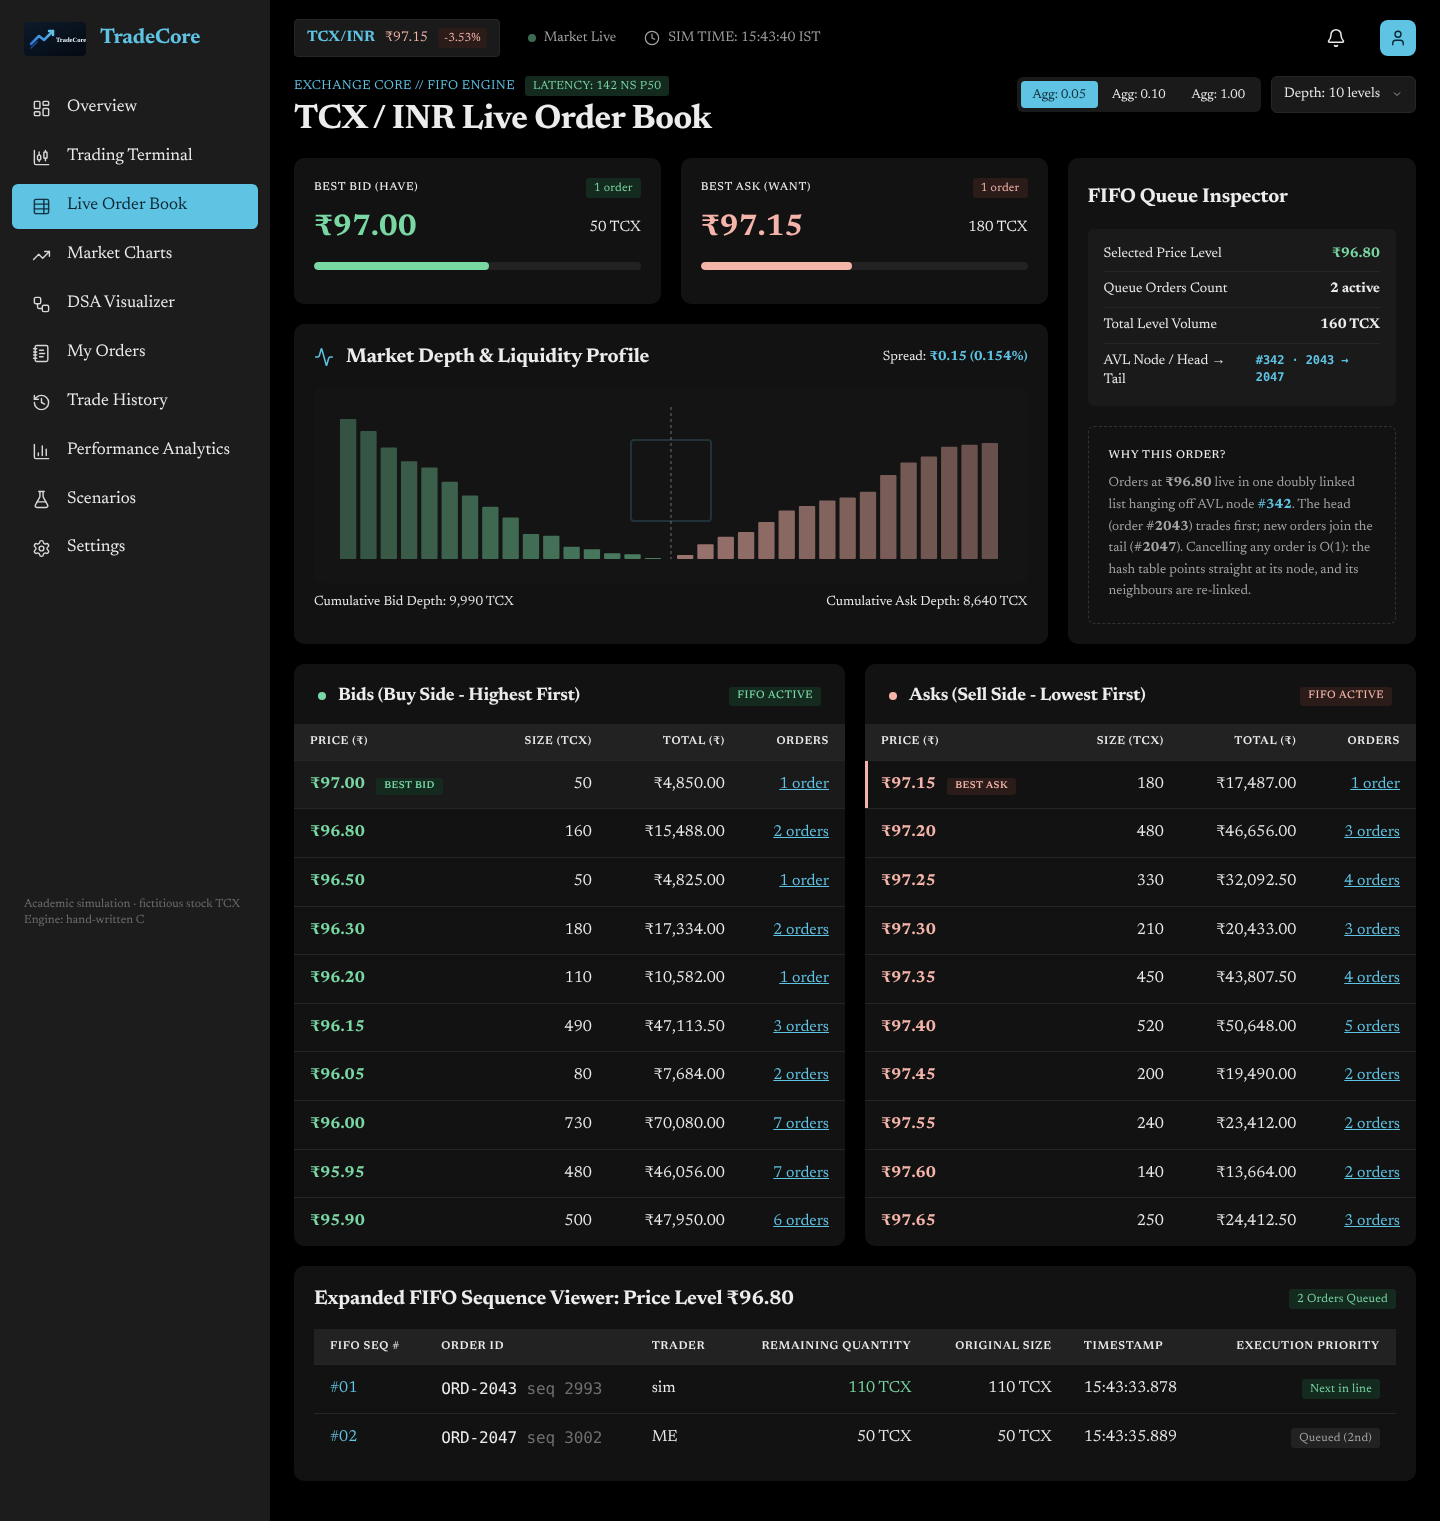 TradeCore
TradeCore
Overview
Trading Terminal
Live Order Book
Market Charts
DSA Visualizer
My Orders
Trade History
Performance Analytics
Scenarios
Settings
Academic simulation · fictitious stock TCX
Engine: hand-written C
TCX/INR ₹97.15 -3.53% Market Live SIM TIME: 15:43:40 IST
EXCHANGE CORE // FIFO ENGINE LATENCY: 142 NS P50
TCX / INR Live Order Book
Agg: 0.05 Agg: 0.10 Agg: 1.00 Depth: 10 levels
BEST BID (HAVE) 1 order
₹97.00 50 TCX
BEST ASK (WANT) 1 order
₹97.15 180 TCX
Market Depth & Liquidity Profile Spread: ₹0.15 (0.154%)
Cumulative Bid Depth: 9,990 TCX Cumulative Ask Depth: 8,640 TCX
FIFO Queue Inspector
Selected Price Level ₹96.80
Queue Orders Count 2 active
Total Level Volume 160 TCX
AVL Node / Head → Tail #342 · 2043 → 2047
WHY THIS ORDER?
Orders at ₹96.80 live in one doubly linked
list hanging off AVL node #342. The head
(order #2043) trades first; new orders join the
tail (#2047). Cancelling any order is O(1): the
hash table points straight at its node, and its
neighbours are re-linked.
Bids (Buy Side - Highest First) FIFO ACTIVE
PRICE (₹) SIZE (TCX) TOTAL (₹) ORDERS
₹97.00 BEST BID 50 ₹4,850.00 1 order
₹96.80 160 ₹15,488.00 2 orders
₹96.50 50 ₹4,825.00 1 order
₹96.30 180 ₹17,334.00 2 orders
₹96.20 110 ₹10,582.00 1 order
₹96.15 490 ₹47,113.50 3 orders
₹96.05 80 ₹7,684.00 2 orders
₹96.00 730 ₹70,080.00 7 orders
₹95.95 480 ₹46,056.00 7 orders
₹95.90 500 ₹47,950.00 6 orders
Asks (Sell Side - Lowest First) FIFO ACTIVE
PRICE (₹) SIZE (TCX) TOTAL (₹) ORDERS
₹97.15 BEST ASK 180 ₹17,487.00 1 order
₹97.20 480 ₹46,656.00 3 orders
₹97.25 330 ₹32,092.50 4 orders
₹97.30 210 ₹20,433.00 3 orders
₹97.35 450 ₹43,807.50 4 orders
₹97.40 520 ₹50,648.00 5 orders
₹97.45 200 ₹19,490.00 2 orders
₹97.55 240 ₹23,412.00 2 orders
₹97.60 140 ₹13,664.00 2 orders
₹97.65 250 ₹24,412.50 3 orders
Expanded FIFO Sequence Viewer: Price Level ₹96.80 2 Orders Queued
FIFO SEQ # ORDER ID TRADER REMAINING QUANTITY ORIGINAL SIZE TIMESTAMP EXECUTION PRIORITY
#01 ORD-2043 seq 2993 sim 110 TCX 110 TCX 15:43:33.878 Next in line
#02 ORD-2047 seq 3002 ME 50 TCX 50 TCX 15:43:35.889 Queued (2nd)